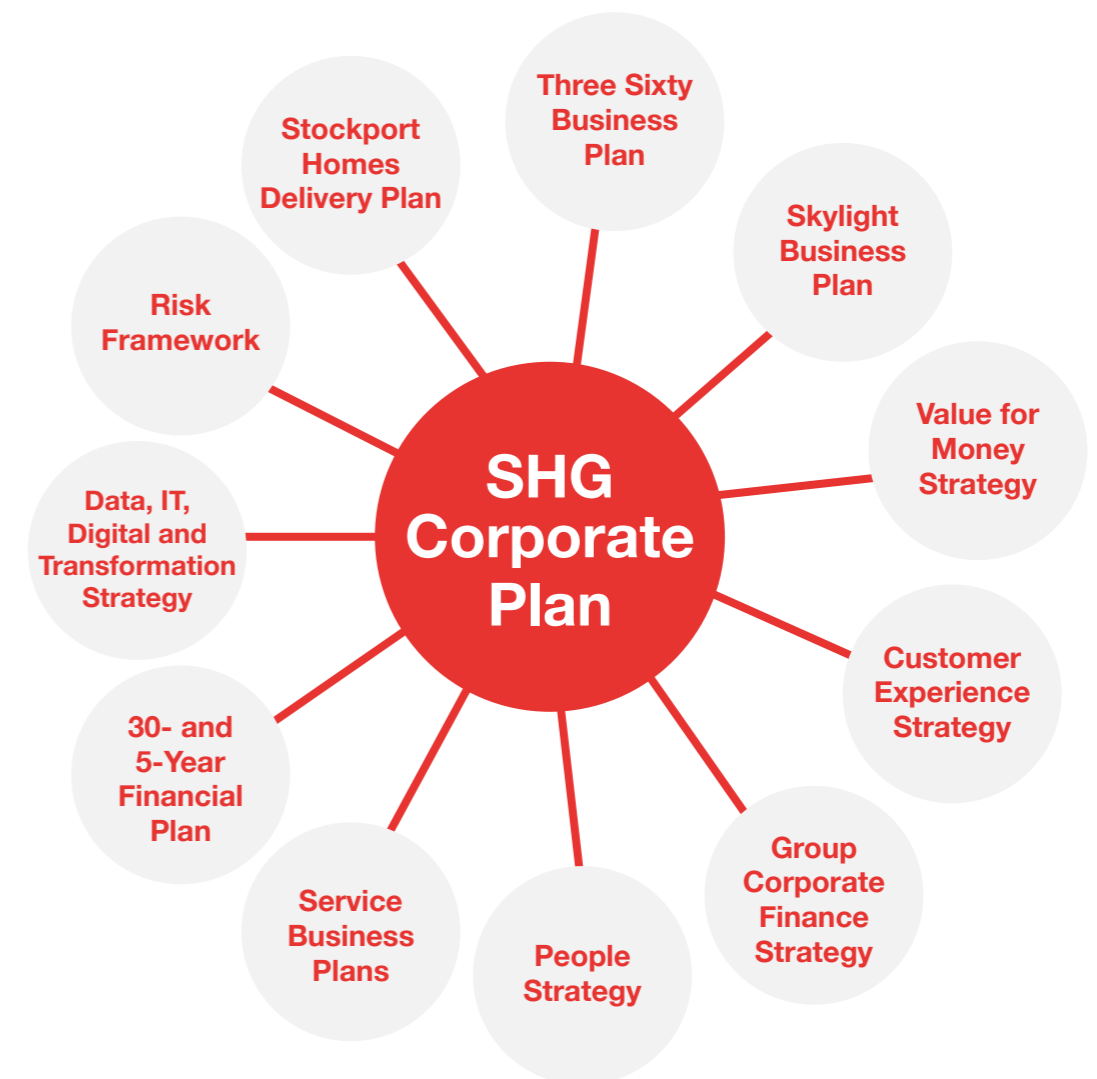 Three Sixty
Business
Plan
Skylight
Business
Plan
Value for
Money
Strategy
Customer
Experience
Strategy
Group
Corporate
Finance
Strategy
People
Strategy
Service
Business
Plans
30- and
5-Year
Financial
Plan
Data, IT,
Digital and
Transformation
Strategy
Risk
Framework
Stockport
Homes
Delivery Plan
SHG
Corporate
Plan